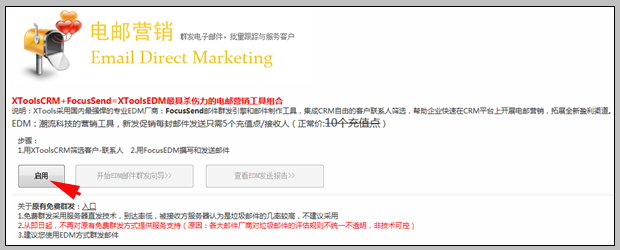 电邮营销 群发电子邮件,批量跟踪与服务客户
Email Direct Marketing
XToolsCRM+FocusSend=XToolsEDM最具杀伤力的电邮营销工具组合
说明:XTools采用国内最强悍的专业EDM厂商:FocusSend邮件群发引擎和邮件制作工具,集成CRM自由的客户联系人筛选,帮助企业快速在CRM平台上开展电邮营销,拓展全新盈利渠道。
EDM:潮流科技的营销工具,新发促销每封邮件发送只需5个充值点/接收人(正常价:10个充值点)
步骤:
1.用XToolsCRM筛选客户-联系人 2.用FocusEDM撰写和发送邮件
启用 开始EDM邮件群发向导>> 查看EDM发送报告>>
关于原有免费群发:入口
1.免费群发采用服务器直发技术,到达率低,被接收方服务器认为是垃圾邮件的几率较高,不建议采用
2.从即日起,不再对原有免费群发方式提供服务支持(原因:各大邮件厂商对垃圾邮件的评估规则不统一不透明,非技术可控)
3.建议您使用EDM方式群发邮件